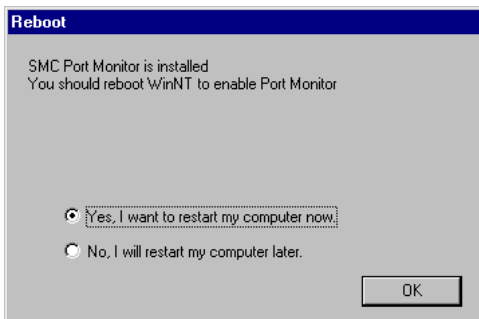 Reboot
SMC Port Monitor is installed
You should reboot WinNT to enable Port Monitor
Yes, I want to restart my computer now.
No, I will restart my computer later.
OK